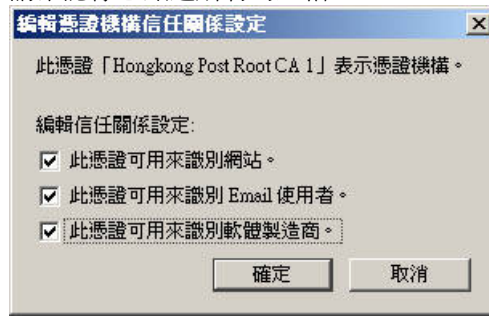 編輯憑證機構信任關係設定
此憑證「Hongkong Post Root CA 1」表示憑證機構。
編輯信任關係設定:
此憑證可用來識別網站。
此憑證可用來識別 Email 使用者。
此憑證可用來識別軟體製造商。
確定 取消